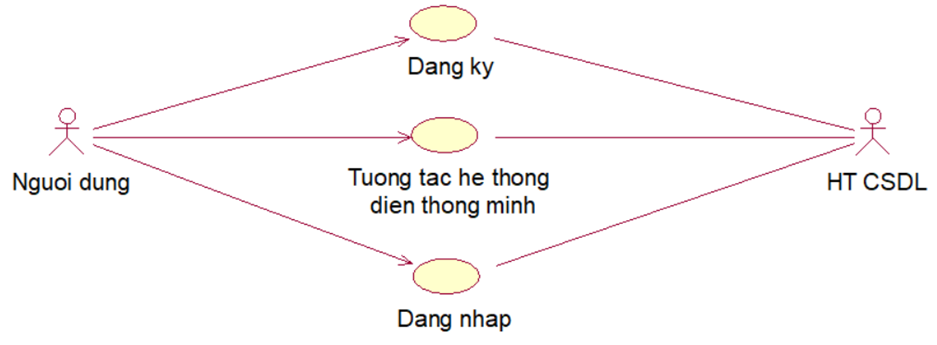 Dang ky
Nguoi dung
Tuong tac he thong
dien thong minh
HT CSDL
Dang nhap